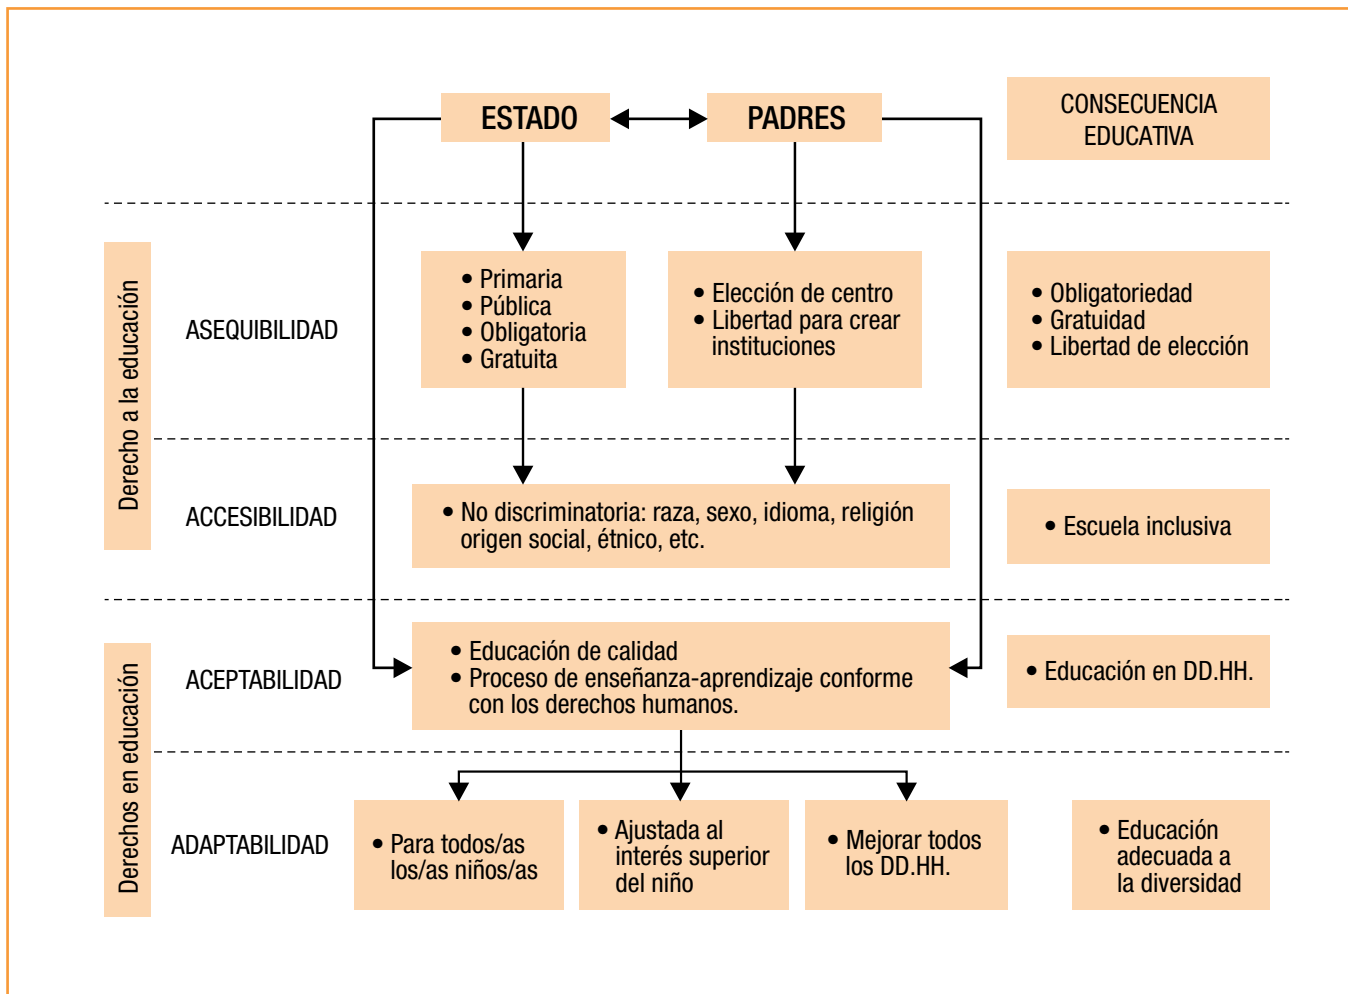 ESTADO
PADRES
CONSECUENCIA
EDUCATIVA
Derecho a la educación
ASEQUIBILIDAD
• Primaria
• Pública
• Obligatoria
• Gratuita
• Elección de centro
• Libertad para crear
instituciones
• Obligatoriedad
• Gratuidad
• Libertad de elección
ACCESIBILIDAD
• No discriminatoria: raza, sexo, idioma, religión
origen social, étnico, etc.
• Escuela inclusiva
Derechos en educación
ACEPTABILIDAD
• Educación de calidad
• Proceso de enseñanza-aprendizaje conforme
con los derechos humanos.
• Educación en DD.HH.
ADAPTABILIDAD
• Para todos/as
los/as niños/as
• Ajustada al
interés superior
del niño
• Mejorar todos
los DD.HH.
• Educación
adecuada a
la diversidad